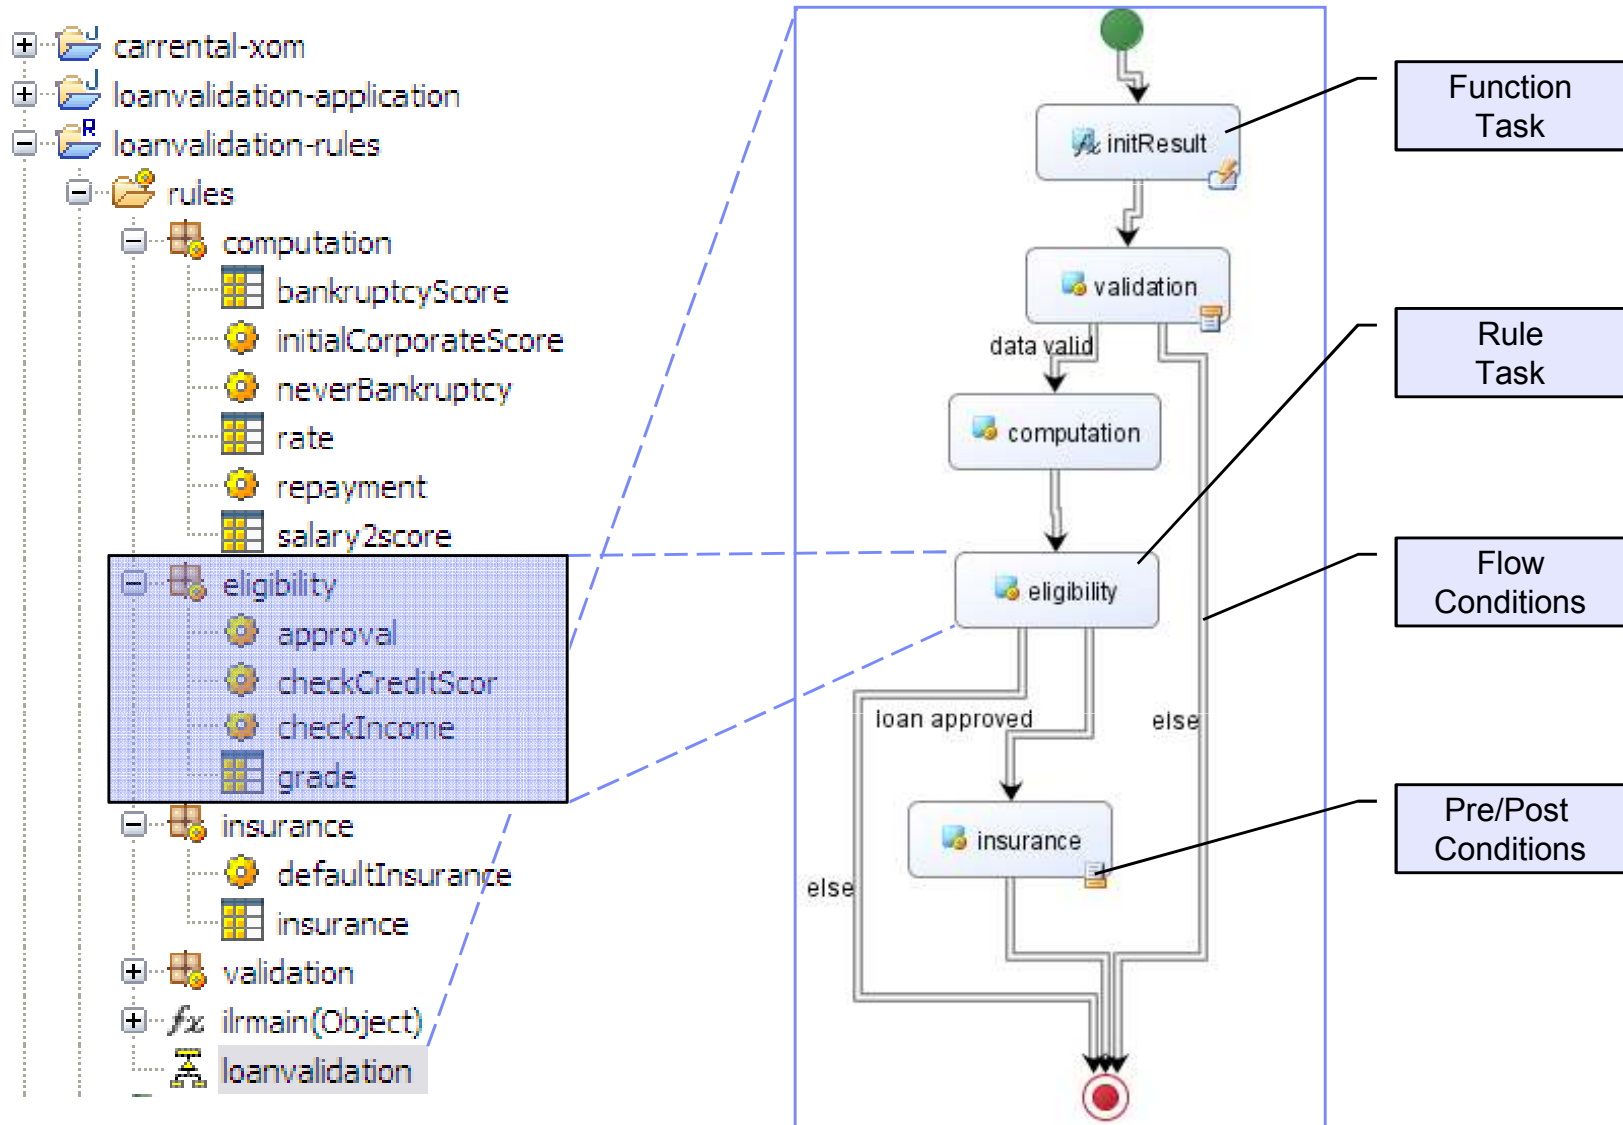 carrental-xom
loanvalidation-application
loanvalidation-rules
rules
computation
bankruptcyScore
initialCorporateScore
neverBankruptcy
rate
repayment
salary2score
eligibility
approval
checkCreditScor
checkIncome
grade
insurance
defaultInsurance
insurance
validation
fx ilrmain(Object)
loanvalidation
initResult
validation
data valid
computation
eligibility
loan approved
else
insurance
else
Function
Task
Rule
Task
Flow
Conditions
Pre/Post
Conditions